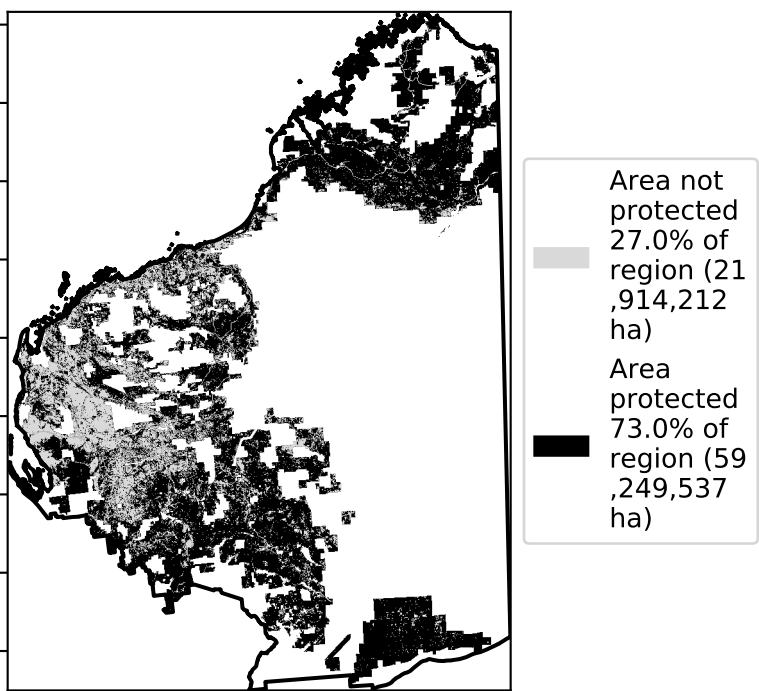 Area not
protected
27.0% of
region (21
,914,212
ha)
Area
protected
73.0% of
region (59
,249,537
ha)